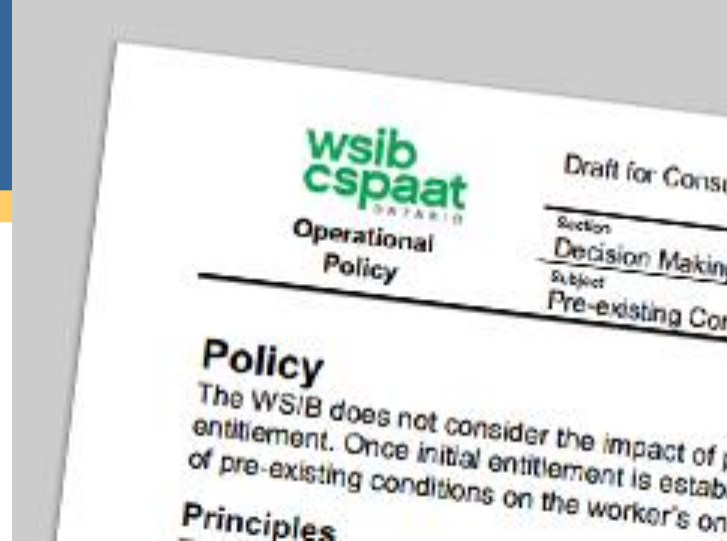 wsib
cspaat
ONTARIO
Operational
Policy
Draft for Consu
Section
Decision Making
Subject
Pre-existing Con
Policy
The WSIB does not consider the impact of p
entitlement. Once initial entitlement is estab
of pre-existing conditions on the worker's on
Principles